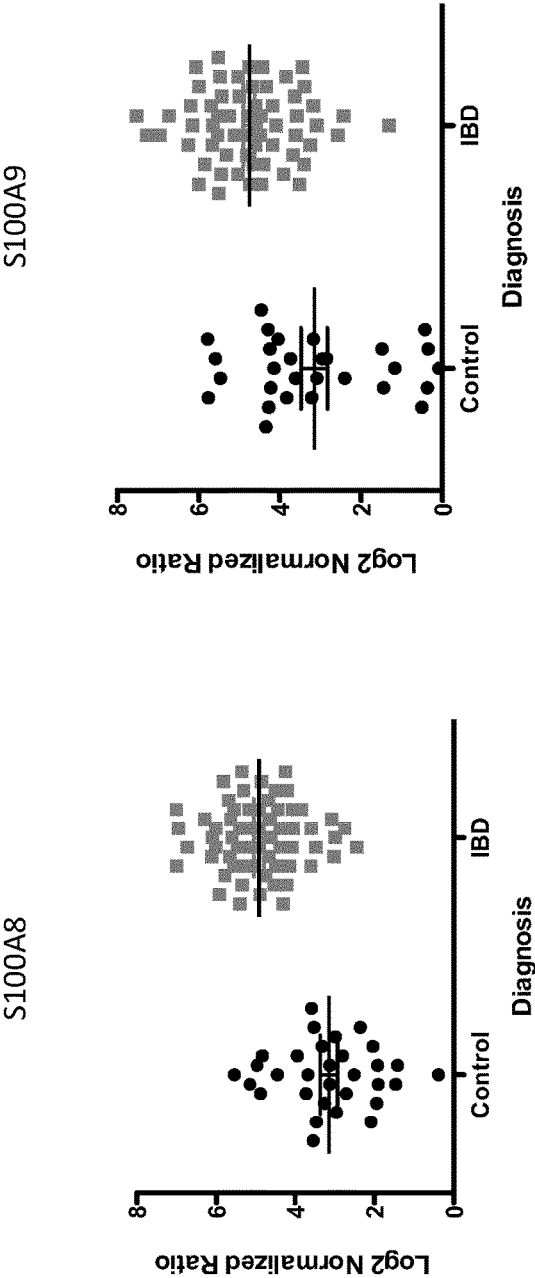 S100A8
Log2 Normalized Ratio
8
6
4
2
0
Control
IBD
Diagnosis
S100A9
Log2 Normalized Ratio
8
6
4
2
0
Control
IBD
Diagnosis